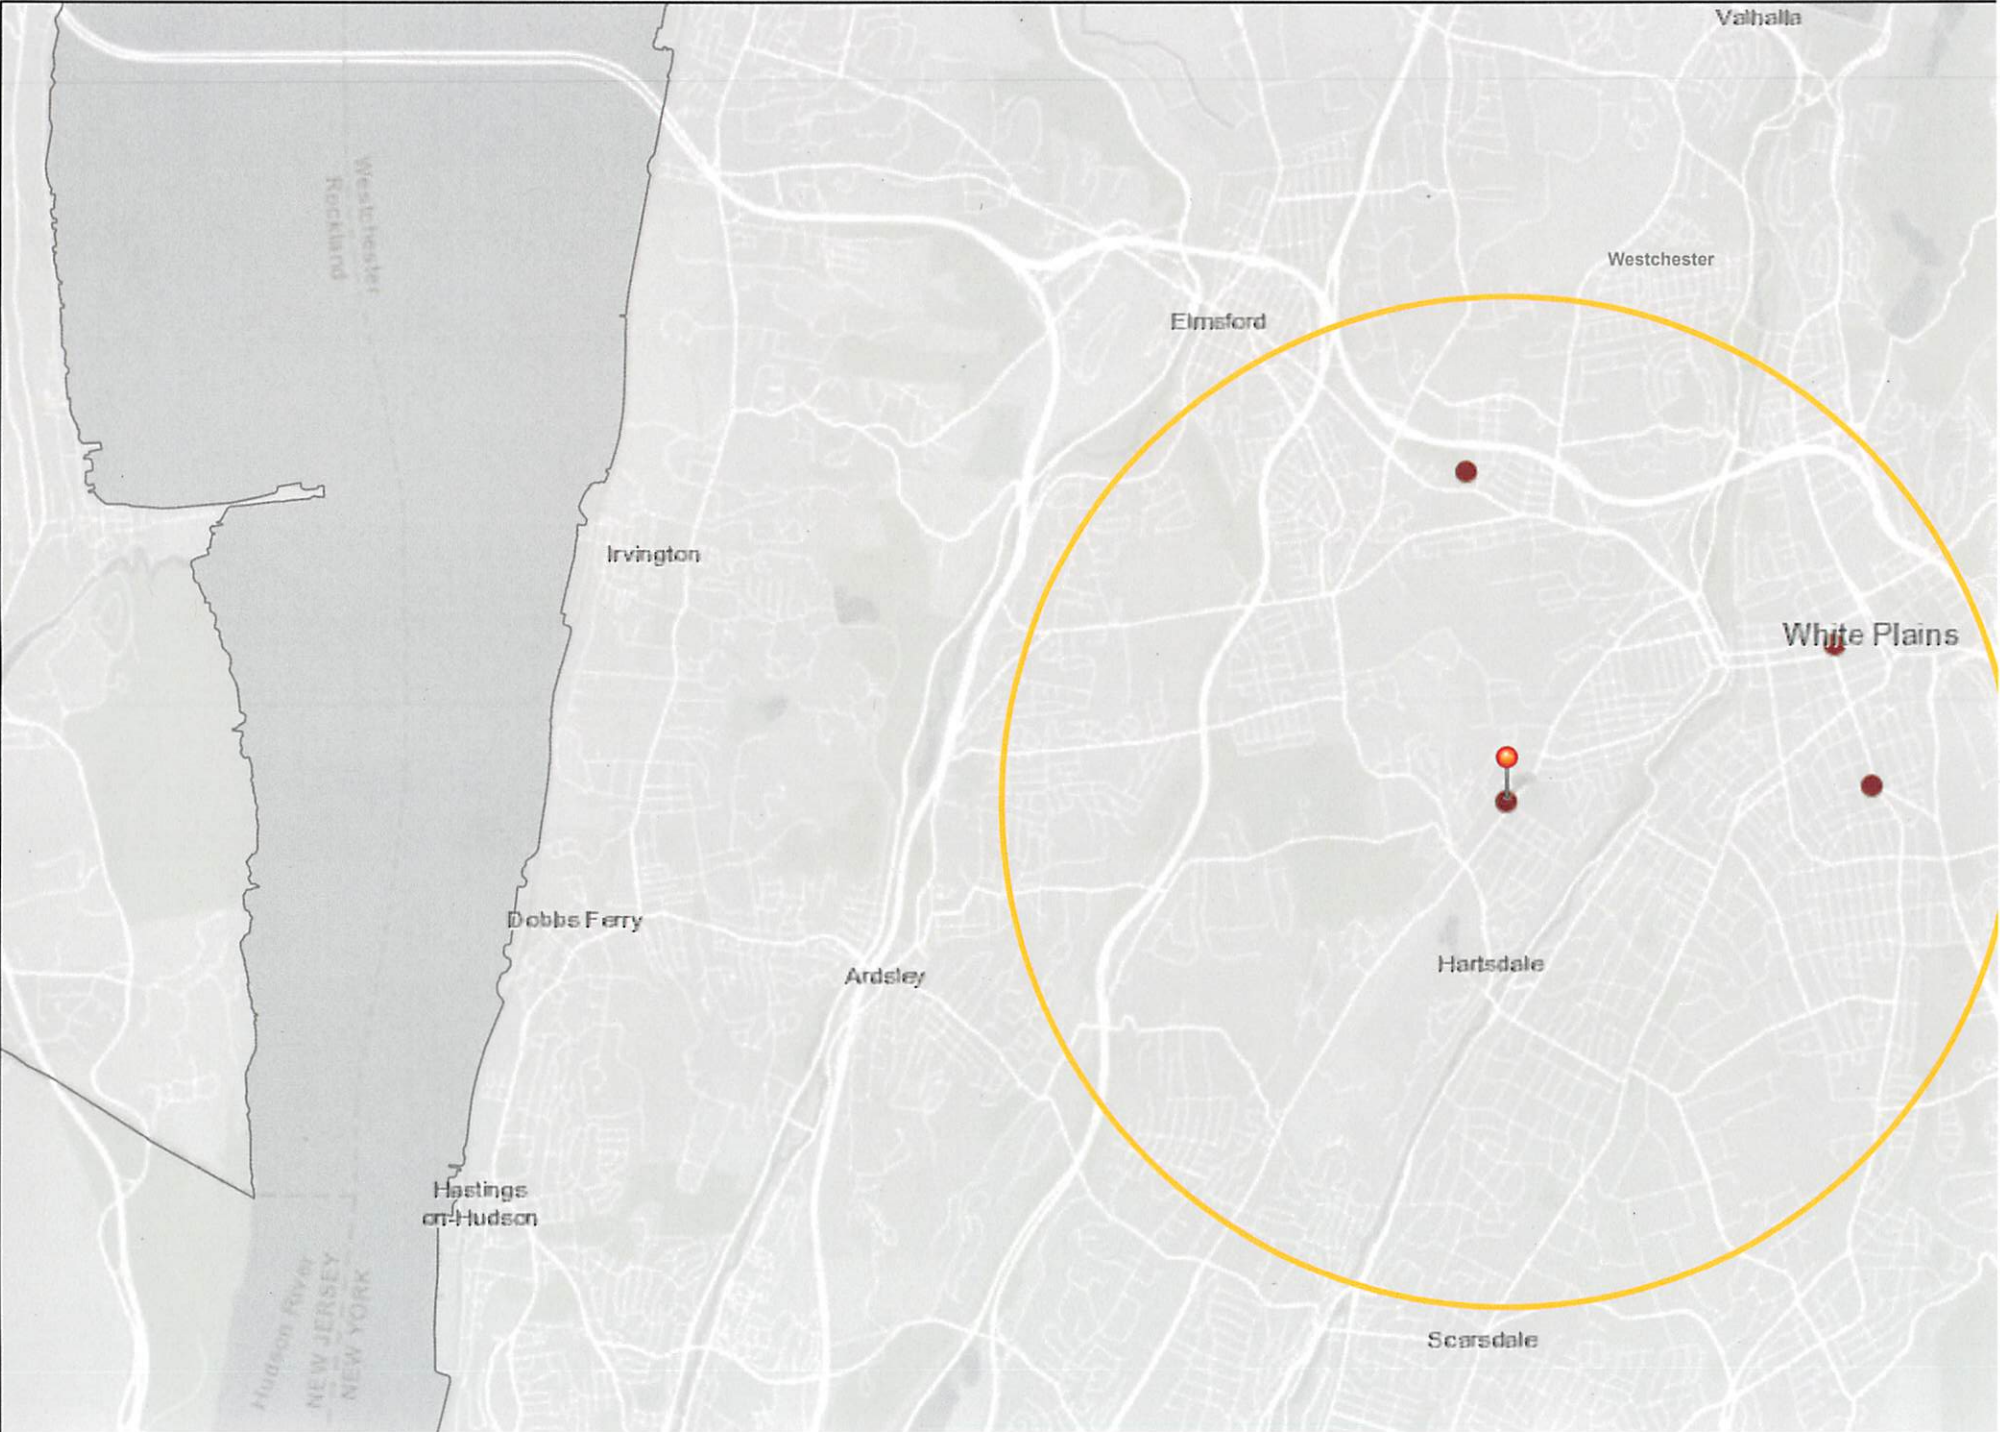 Valhalla
Westchester
Rockland
Westchester
Elmsford
Irvington
White Plains
Dobbs Ferry
Ardsley
Hartsdale
Hastings
on-Hudson
Hudson River
NEW JERSEY
NEW YORK
Scarsdale